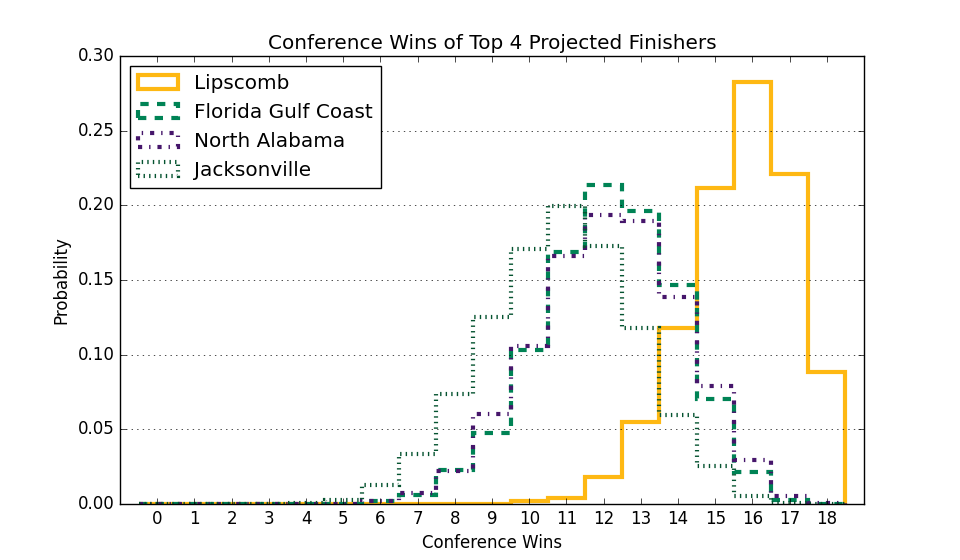 Conference Wins of Top 4 Projected Finishers
0.30
0.25
0.20
0.15
0.10
0.05
0.00
Probability
Lipscomb
Florida Gulf Coast
North Alabama
Jacksonville
0 1 2 3 4 5 6 7 8 9 10 11 12 13 14 15 16 17 18
Conference Wins